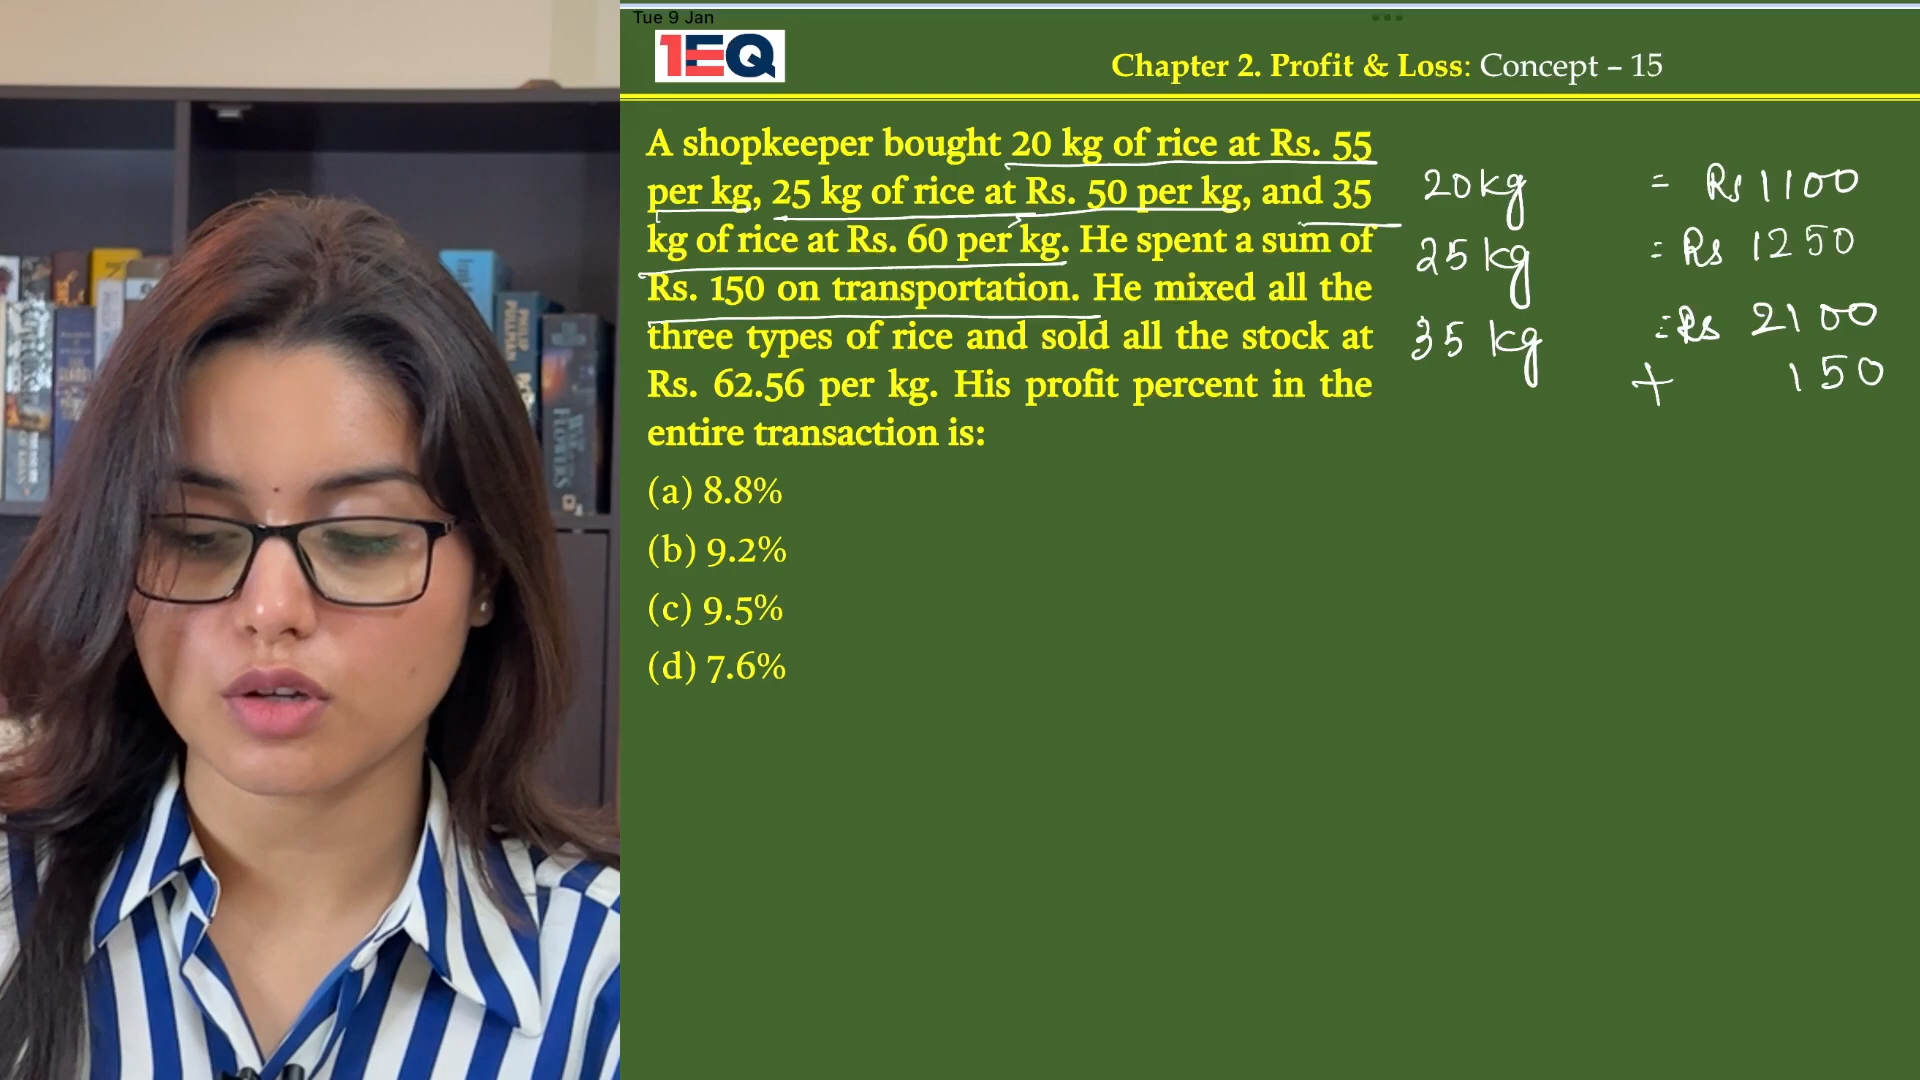 Tue 9 Jan
1EQ
Chapter 2. Profit & Loss: Concept – 15
A shopkeeper bought 20 kg of rice at Rs. 55
per kg, 25 kg of rice at Rs. 50 per kg, and 35
kg of rice at Rs. 60 per kg. He spent a sum of
Rs. 150 on transportation. He mixed all the
three types of rice and sold all the stock at
Rs. 62.56 per kg. His profit percent in the
entire transaction is:
(a) 8.8%
(b) 9.2%
(c) 9.5%
(d) 7.6%
20 kg = Rs 1100
25 kg = Rs 1250
35 kg = Rs 2100
+ 150